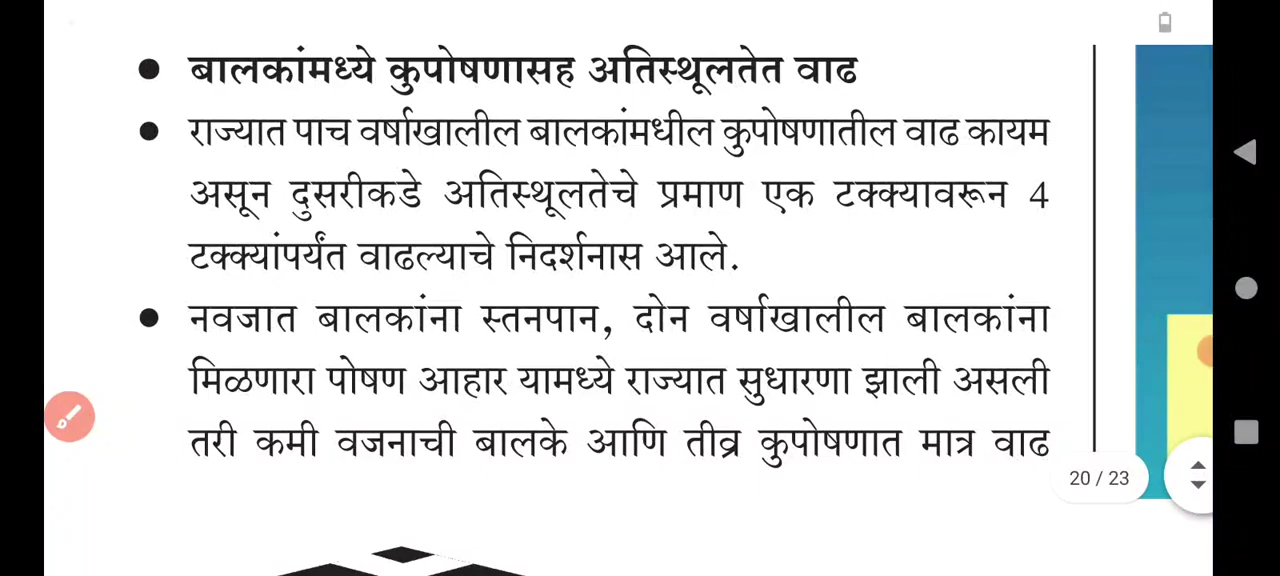 ● बालकांमध्ये कुपोषणासह अतिस्थूलतेत वाढ
● राज्यात पाच वर्षाखालील बालकांमधील कुपोषणातील वाढ कायम
असून दुसरीकडे अतिस्थूलतेचे प्रमाण एक टक्क्यावरून 4
टक्क्यांपर्यंत वाढल्याचे निदर्शनास आले.
● नवजात बालकांना स्तनपान, दोन वर्षाखालील बालकांना
मिळणारा पोषण आहार यामध्ये राज्यात सुधारणा झाली असली
तरी कमी वजनाची बालके आणि तीव्र कुपोषणात मात्र वाढ
20 / 23